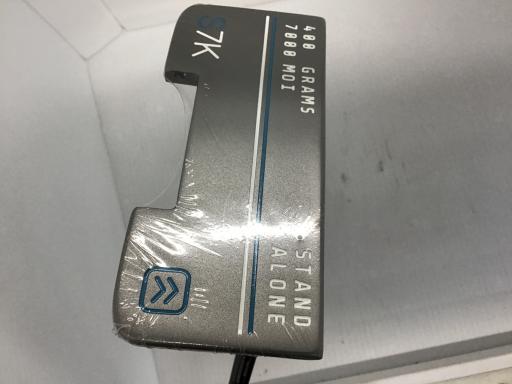 S7K
400 GRAMS
7000 MOI
STAND
ALONE